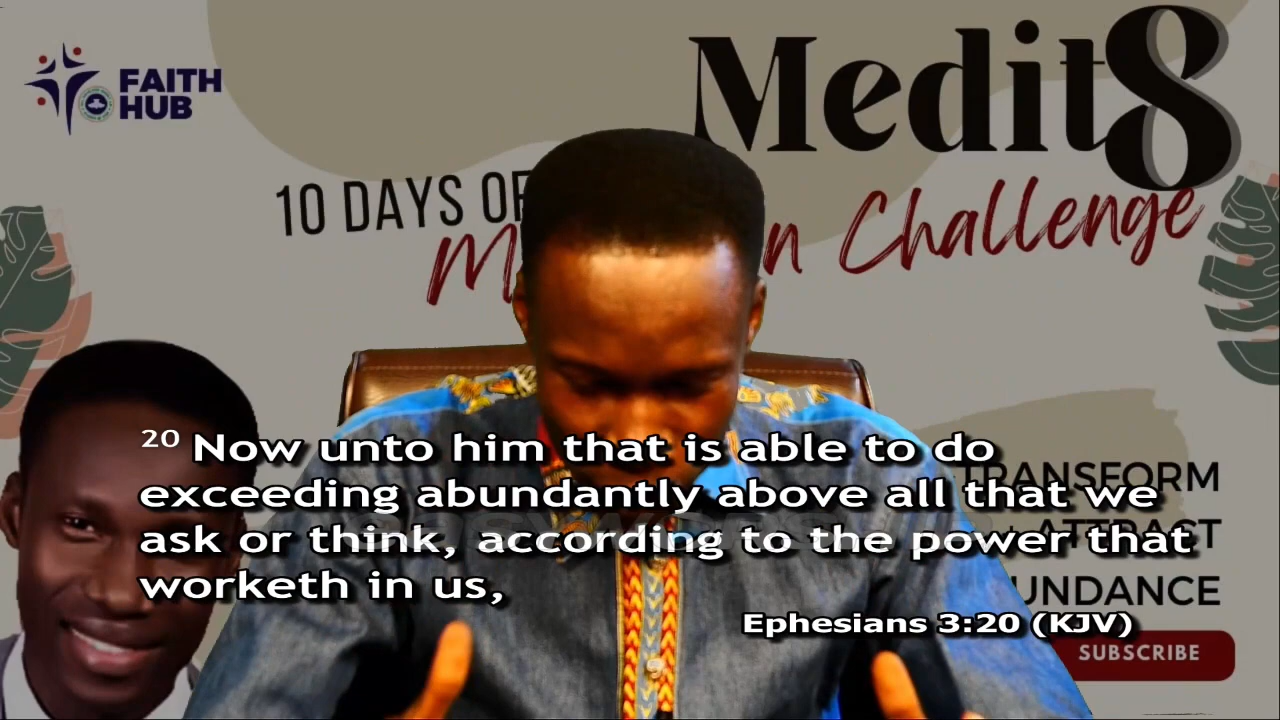 FAITH
HUB
Medit8
10 DAYS OF
M n Challenge
20 Now unto him that is able to do
exceeding abundantly above all that we
ask or think, according to the power that
worketh in us,
Ephesians 3:20 (KJV)
TRANSFORM
ATTRACT
UNDANCE
SUBSCRIBE